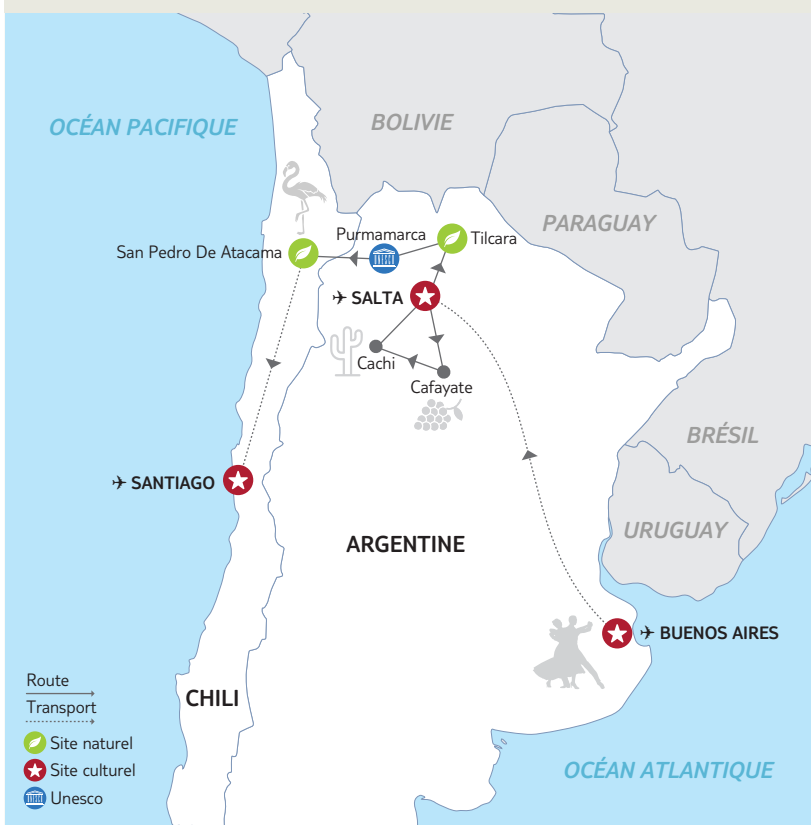 OCÉAN PACIFIQUE
BOLIVIE
PARAGUAY
Purmamarca
Tilcara
San Pedro De Atacama
UNESCO
SALTA
Cachi
Cafayate
BRÉSIL
SANTIAGO
URUGUAY
ARGENTINE
BUENOS AIRES
CHILI
OCÉAN ATLANTIQUE
Route
Transport
Site naturel
Site culturel
Unesco